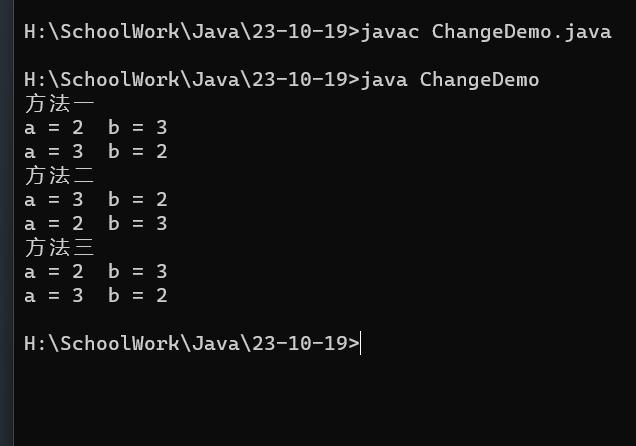 H:\SchoolWork\Java\23-10-19>javac ChangeDemo.java
H:\SchoolWork\Java\23-10-19>java ChangeDemo
方法一
a = 2  b = 3
a = 3  b = 2
方法二
a = 3  b = 2
a = 2  b = 3
方法三
a = 2  b = 3
a = 3  b = 2
H:\SchoolWork\Java\23-10-19>